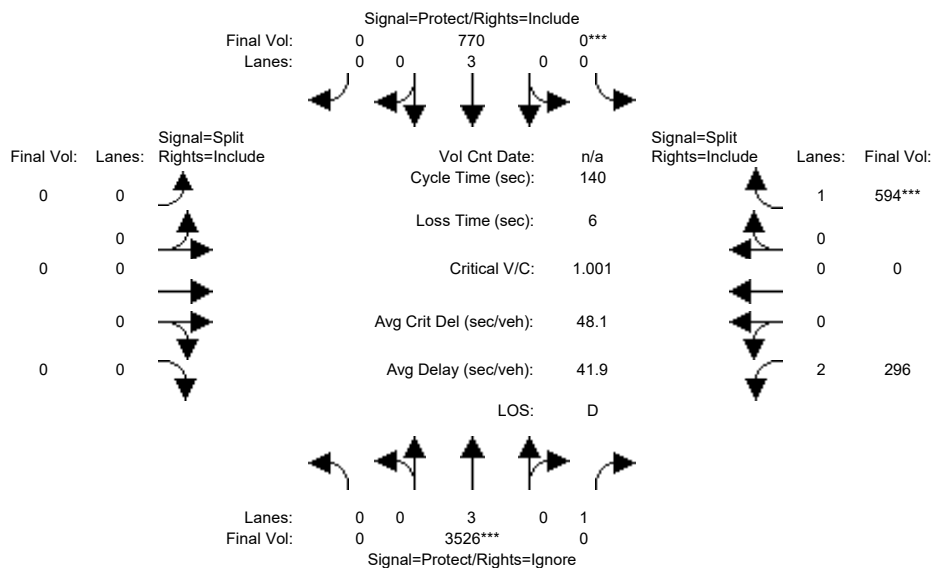 Signal=Protect/Rights=Include
Final Vol: 0 770 0***
Lanes: 0 0 3 0 0
Signal=Split
Final Vol: Lanes: Rights=Include
Vol Cnt Date: n/a
Signal=Split
Rights=Include Lanes: Final Vol:
Cycle Time (sec): 140
0 0
1 594***
Loss Time (sec): 6
0
0
0 0
Critical V/C: 1.001
0 0
0
Avg Crit Del (sec/veh): 48.1
0
0 0
Avg Delay (sec/veh): 41.9
2 296
LOS: D
Lanes: 0 0 3 0 1
Final Vol: 0 3526*** 0
Signal=Protect/Rights=Ignore